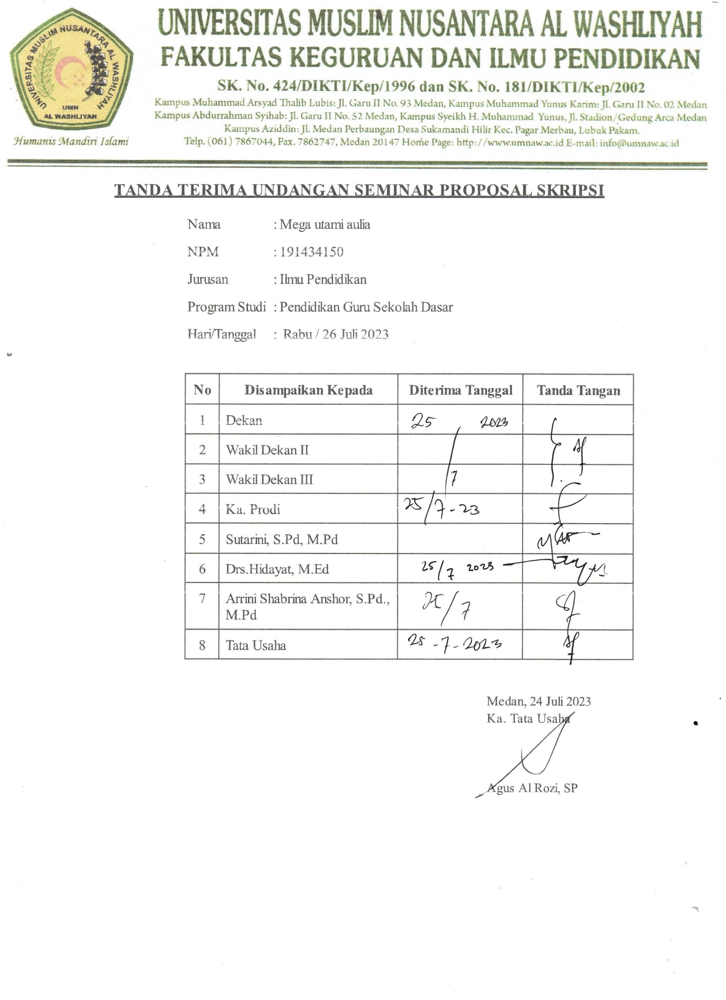 UNIVERSITAS MUSLIM NUSANTARA AL WASHLIYAH
UMN
AL WASHLIYAH
Humanis Mandiri Islami
UNIVERSITAS MUSLIM NUSANTARA AL WASHLIYAH
FAKULTAS KEGURUAN DAN ILMU PENDIDIKAN
SK. No. 424/DIKTI/Kep/1996 dan SK. No. 181/DIKTI/Kep/2002
Kampus Muhammad Arsyad Thalib Lubis: Jl. Garu II No. 93 Medan, Kampus Muhammad Yunus Karim: Jl. Garu II No. 02 Medan
Kampus Abdurrahman Syihab: Jl. Garu II No. 52 Medan, Kampus Syeikh H. Muhammad Yunus, Jl. Stadion/Gedung Arca Medan
Kampus Aziddin: Jl. Medan Perbaungan Desa Sukamandi Hilir Kec. Pagar Merbau, Lubuk Pakam.
Telp. (061) 7867044, Fax. 7862747, Medan 20147 Home Page: http://www.umnaw.ac.id E-mail: info@umnaw.ac.id
TANDA TERIMA UNDANGAN SEMINAR PROPOSAL SKRIPSI
Nama : Mega utami aulia
NPM : 191434150
Jurusan : Ilmu Pendidikan
Program Studi : Pendidikan Guru Sekolah Dasar
Hari/Tanggal : Rabu / 26 Juli 2023
No Disampaikan Kepada Diterima Tanggal Tanda Tangan
1 Dekan 25 / 7 2023
2 Wakil Dekan II
3 Wakil Dekan III
4 Ka. Prodi 25/7-23
5 Sutarini, S.Pd, M.Pd
6 Drs.Hidayat, M.Ed 25/7 2023
7 Arrini Shabrina Anshor, S.Pd., 25/7
M.Pd
8 Tata Usaha 25-7-2023
Medan, 24 Juli 2023
Ka. Tata Usaha
Agus Al Rozi, SP